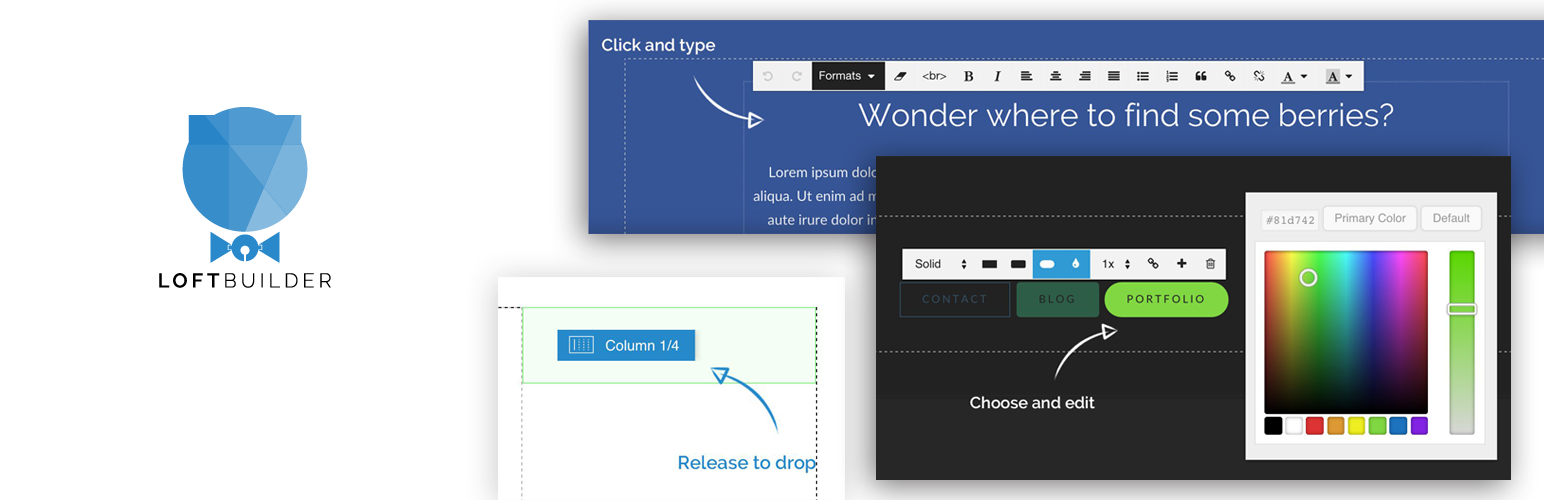 LOFTBUILDER
Click and type
Formats <br> B I A A
Wonder where to find some berries?
Lorem ipsum dolo
aliqua. Ut enim ad m
aute irure dolor in
#81d742 Primary Color Default
Solid 1x
CONTACT BLOG PORTFOLIO
Choose and edit
Column 1/4
Release to drop